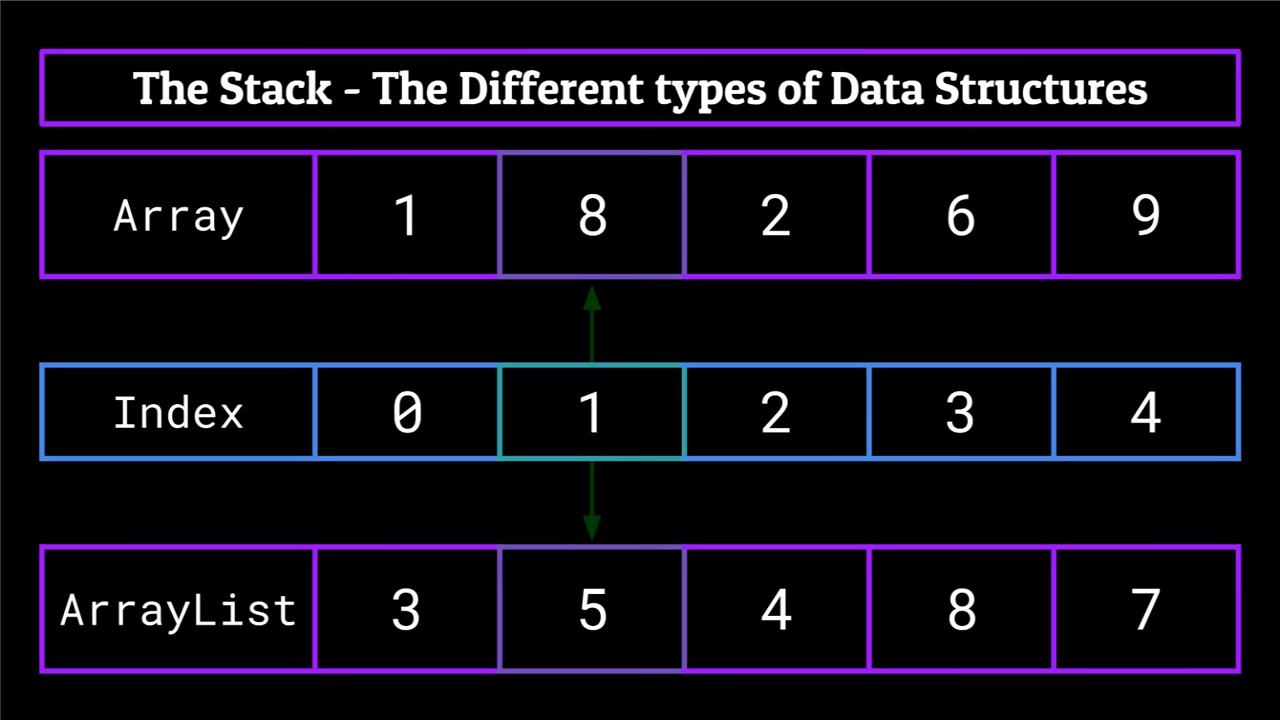 The Stack - The Different types of Data Structures
Array 1 8 2 6 9
Index 0 1 2 3 4
ArrayList 3 5 4 8 7